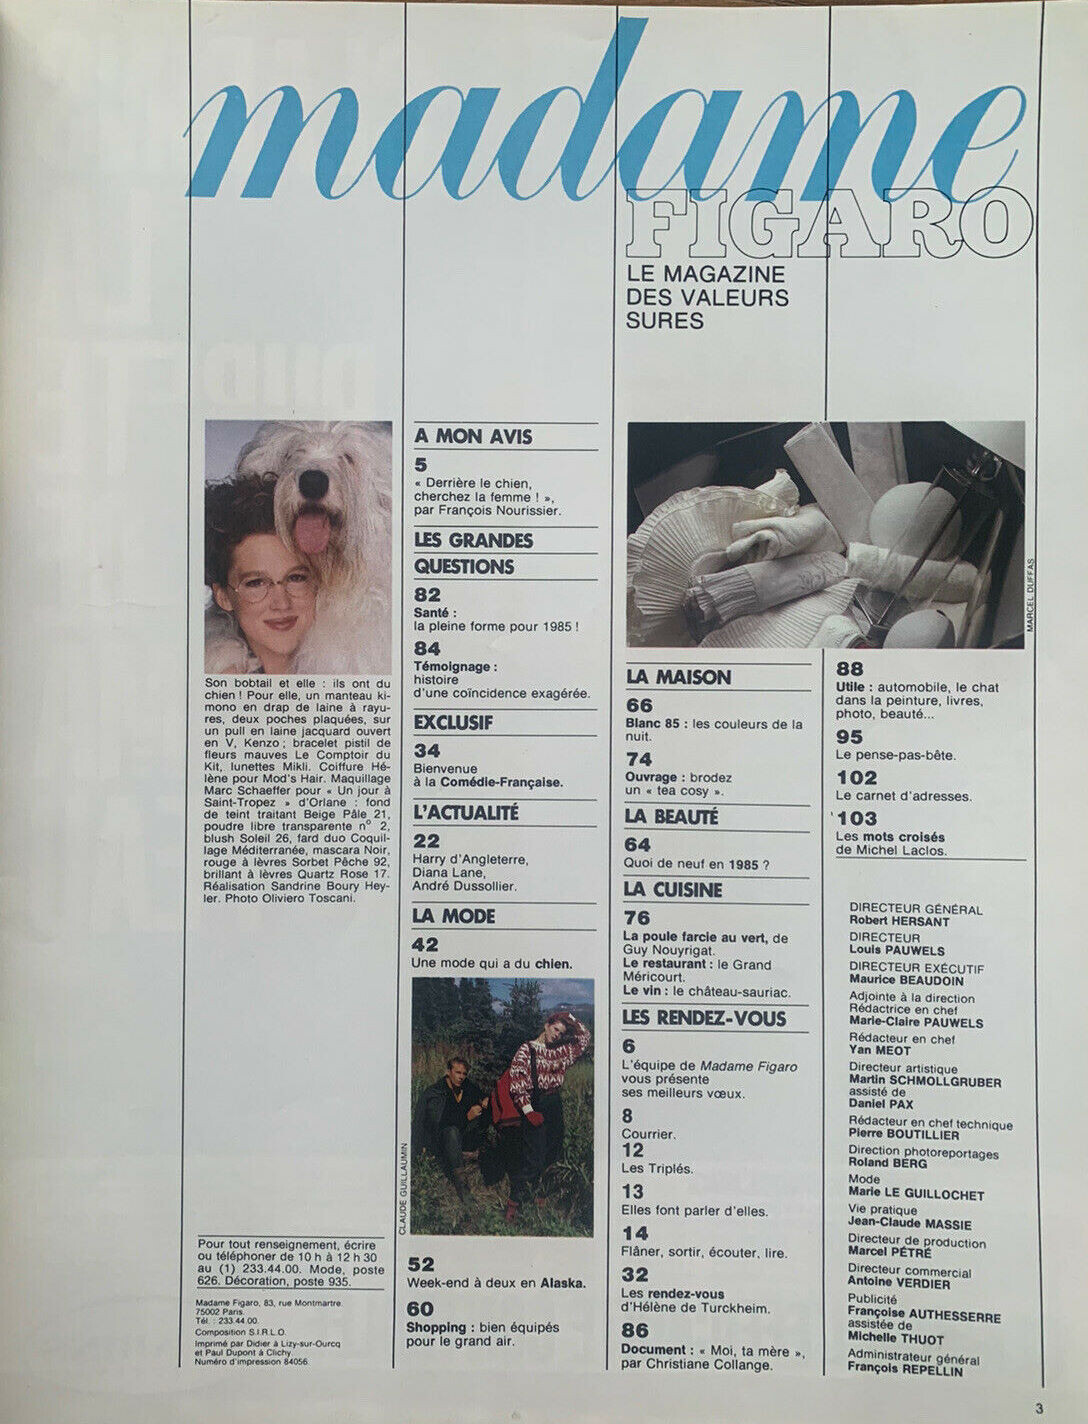 madame
FIGARO
LE MAGAZINE
DES VALEURS
SURES
Son bobtail et elle : ils ont du
chien ! Pour elle, un manteau ki-
mono en drap de laine à rayu-
res, deux poches plaquées, sur
un pull en laine jacquard ouvert
en V, Kenzo ; bracelet pistil de
fleurs mauves Le Comptoir du
Kit, lunettes Mikli. Coiffure Hé-
lène pour Mod's Hair. Maquillage
Marc Schaeffer pour « Un jour à
Saint-Tropez » d'Orlane : fond
de teint traitant Beige Pâle 21,
poudre libre transparente n° 2,
blush Soleil 26, fard duo Coquil-
lage Méditerranée, mascara Noir,
rouge à lèvres Sorbet Pêche 92,
brillant à lèvres Quartz Rose 17.
Réalisation Sandrine Boury Hey-
ler. Photo Oliviero Toscani.
Pour tout renseignement, écrire
ou téléphoner de 10 h à 12 h 30
au (1) 233.44.00. Mode, poste
626. Décoration, poste 935.
Madame Figaro, 83, rue Montmartre.
75002 Paris.
Tél. : 233.44.00.
Composition S.I.R.L.O.
Imprimé par Didier à Lizy-sur-Ourcq
et Paul Dupont à Clichy.
Numéro d'impression 84056.
A MON AVIS
5
« Derrière le chien,
cherchez la femme ! »,
par François Nourissier.
LES GRANDES
QUESTIONS
82
Santé :
la pleine forme pour 1985 !
84
Témoignage :
histoire
d'une coïncidence exagérée.
EXCLUSIF
34
Bienvenue
à la Comédie-Française.
L'ACTUALITÉ
22
Harry d'Angleterre,
Diana Lane,
André Dussollier.
LA MODE
42
Une mode qui a du chien.
CLAUDE GUILLAUMIN
52
Week-end à deux en Alaska.
60
Shopping : bien équipés
pour le grand air.
MARCEL DUFFAS
LA MAISON
66
Blanc 85 : les couleurs de la
nuit.
74
Ouvrage : brodez
un « tea cosy ».
LA BEAUTÉ
64
Quoi de neuf en 1985 ?
LA CUISINE
76
La poule farcie au vert, de
Guy Nouyrigat.
Le restaurant : le Grand
Méricourt.
Le vin : le château-sauriac.
LES RENDEZ-VOUS
6
L'équipe de Madame Figaro
vous présente
ses meilleurs vœux.
8
Courrier.
12
Les Triplés.
13
Elles font parler d'elles.
14
Flâner, sortir, écouter, lire.
32
Les rendez-vous
d'Hélène de Turckheim.
86
Document : « Moi, ta mère »,
par Christiane Collange.
88
Utile : automobile, le chat
dans la peinture, livres,
photo, beauté...
95
Le pense-pas-bête.
102
Le carnet d'adresses.
103
Les mots croisés
de Michel Laclos.
DIRECTEUR GÉNÉRAL
Robert HERSANT
DIRECTEUR
Louis PAUWELS
DIRECTEUR EXÉCUTIF
Maurice BEAUDOIN
Adjointe à la direction
Rédactrice en chef
Marie-Claire PAUWELS
Rédacteur en chef
Yan MEOT
Directeur artistique
Martin SCHMOLLGRUBER
assisté de
Daniel PAX
Rédacteur en chef technique
Pierre BOUTILLIER
Direction photoreportages
Roland BERG
Mode
Marie LE GUILLOCHET
Vie pratique
Jean-Claude MASSIE
Directeur de production
Marcel PÉTRÉ
Directeur commercial
Antoine VERDIER
Publicité
Françoise AUTHESSERRE
assistée de
Michelle THUOT
Administrateur général
François REPELLIN
3